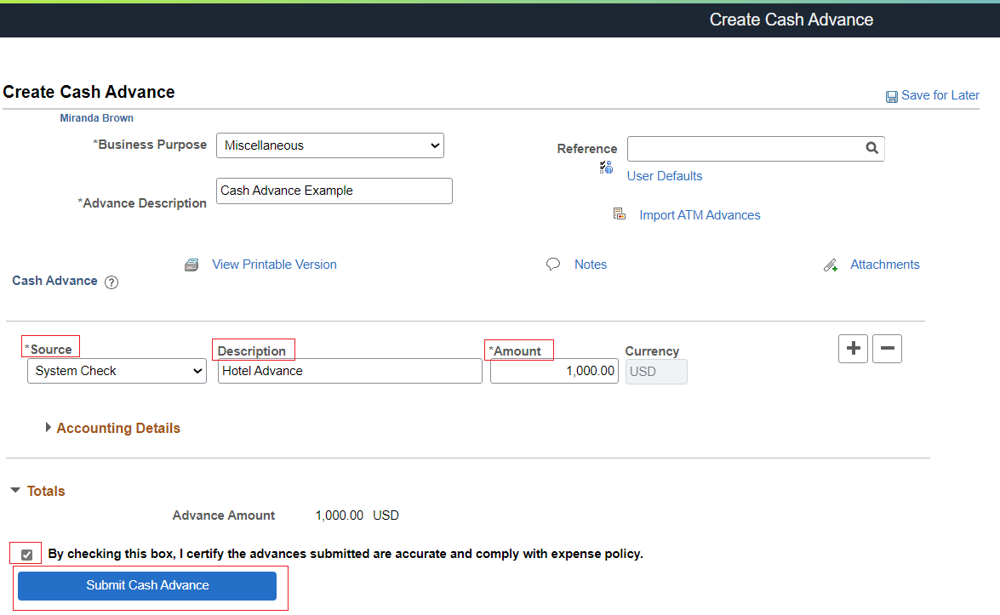 Create Cash Advance
Create Cash Advance
Save for Later
Miranda Brown
*Business Purpose Miscellaneous
Reference
User Defaults
*Advance Description Cash Advance Example
Import ATM Advances
View Printable Version Notes Attachments
Cash Advance ?
*Source Description *Amount Currency
System Check Hotel Advance 1,000.00 USD
Accounting Details
Totals
Advance Amount 1,000.00 USD
By checking this box, I certify the advances submitted are accurate and comply with expense policy.
Submit Cash Advance